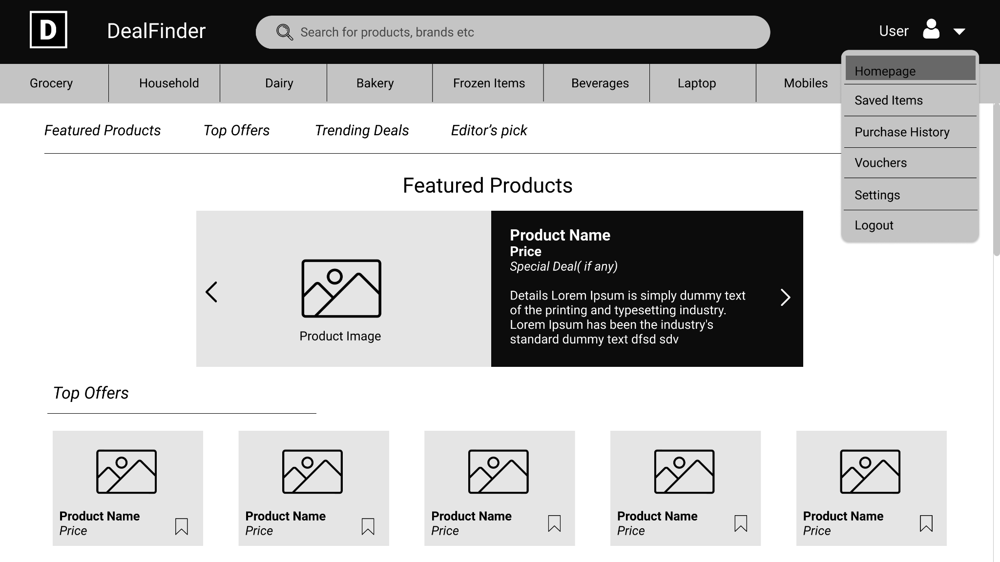 D
DealFinder
Search for products, brands etc
User
Grocery
Household
Dairy
Bakery
Frozen Items
Beverages
Laptop
Mobiles
Homepage
Saved Items
Purchase History
Vouchers
Settings
Logout
Featured Products
Top Offers
Trending Deals
Editor’s pick
Featured Products
Product Image
Product Name
Price
Special Deal( if any)
Details Lorem Ipsum is simply dummy text
of the printing and typesetting industry.
Lorem Ipsum has been the industry's
standard dummy text dfsd sdv
Top Offers
Product Name
Price
Product Name
Price
Product Name
Price
Product Name
Price
Product Name
Price